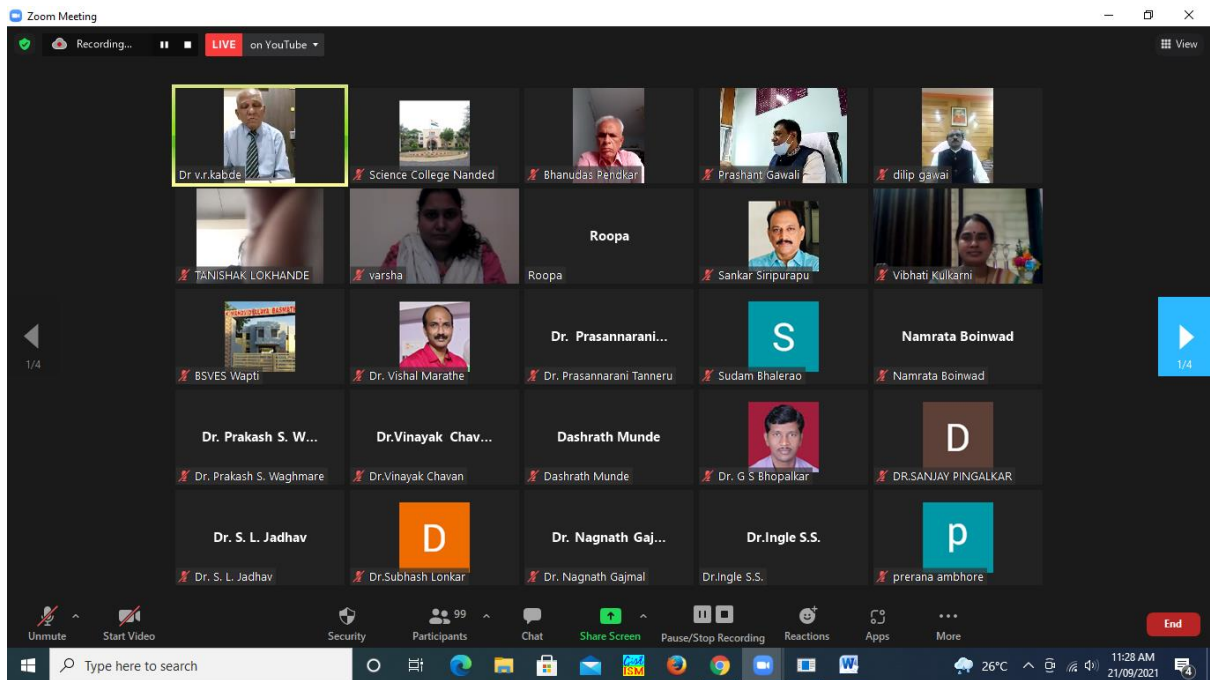 Zoom Meeting
Recording...
LIVE on YouTube
View
Dr v.r.kabde
Science College Nanded
Bhanudas Pendkar
Prashant Gawali
dilip gawai
TANISHAK LOKHANDE
varsha
Roopa
Roopa
Sankar Siripurapu
Vibhati Kulkarni
1/4
BSVES Wapti
Dr. Vishal Marathe
Dr. Prasannarani...
Dr. Prasannarani Tanneru
S
Sudam Bhalerao
Namrata Boinwad
Namrata Boinwad
1/4
Dr. Prakash S. W...
Dr. Prakash S. Waghmare
Dr.Vinayak Chav...
Dr.Vinayak Chavan
Dashrath Munde
Dashrath Munde
Dr. G S Bhopalkar
D
DR.SANJAY PINGALKAR
Dr. S. L. Jadhav
Dr. S. L. Jadhav
D
Dr.Subhash Lonkar
Dr. Nagnath Gaj...
Dr. Nagnath Gajmal
Dr.Ingle S.S.
Dr.Ingle S.S.
p
prerana ambhore
Unmute
Start Video
Security
99
Participants
Chat
Share Screen
Pause/Stop Recording
Reactions
Apps
More
End
Type here to search
26°C
11:28 AM
21/09/2021
4